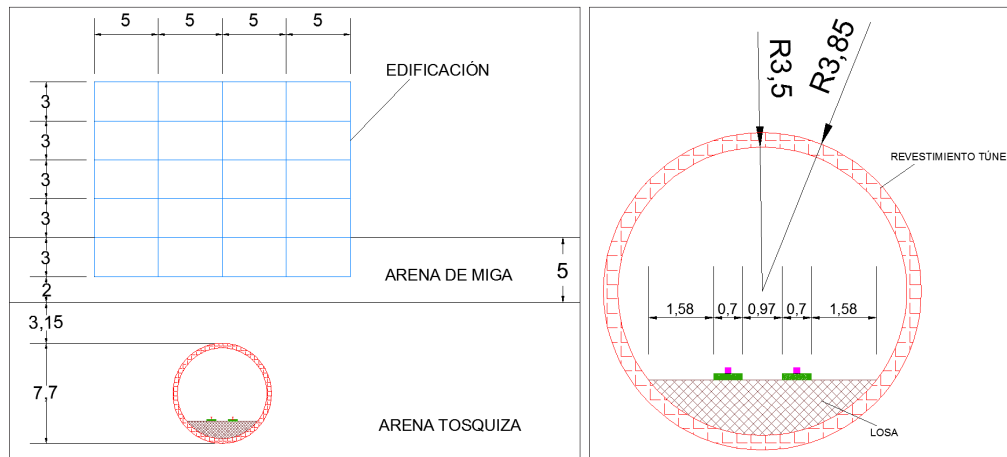 5 5 5 5
EDIFICACIÓN
3
3
3
3
3
2
3,15
7,7
ARENA DE MIGA
5
ARENA TOSQUIZA
R3,5
R3,85
REVESTIMIENTO TÚNE
1,58 0,7 0,97 0,7 1,58
LOSA